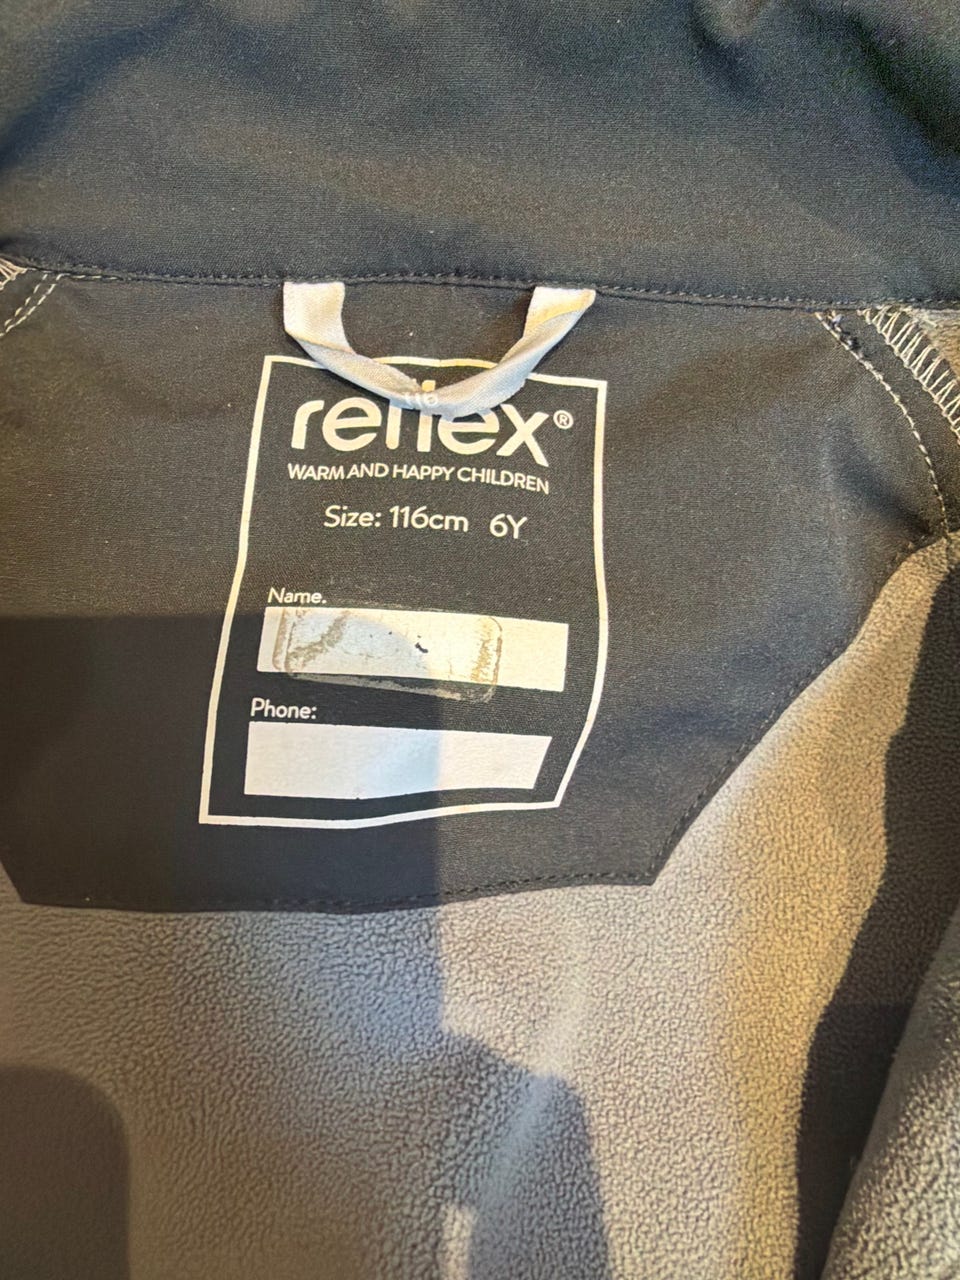 reflex®
WARM AND HAPPY CHILDREN
Size: 116cm 6Y
Name:
Phone: